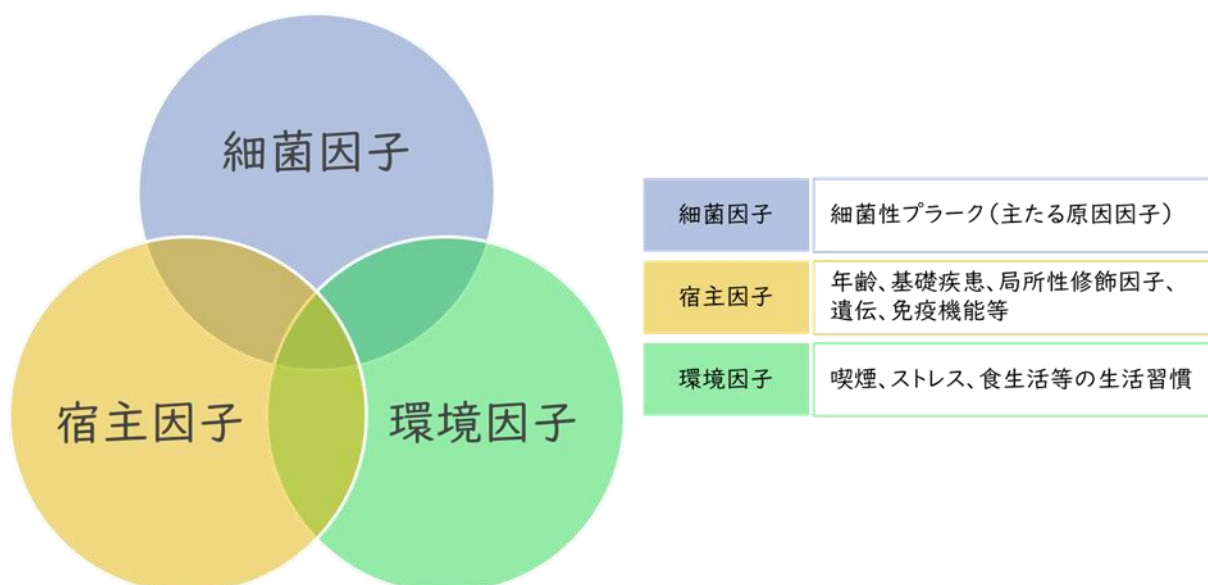 細菌因子
宿主因子
環境因子
細菌因子
細菌性プラーク(主たる原因因子)
宿主因子
年齢、基礎疾患、局所性修飾因子、
遺伝、免疫機能等
環境因子
喫煙、ストレス、食生活等の生活習慣